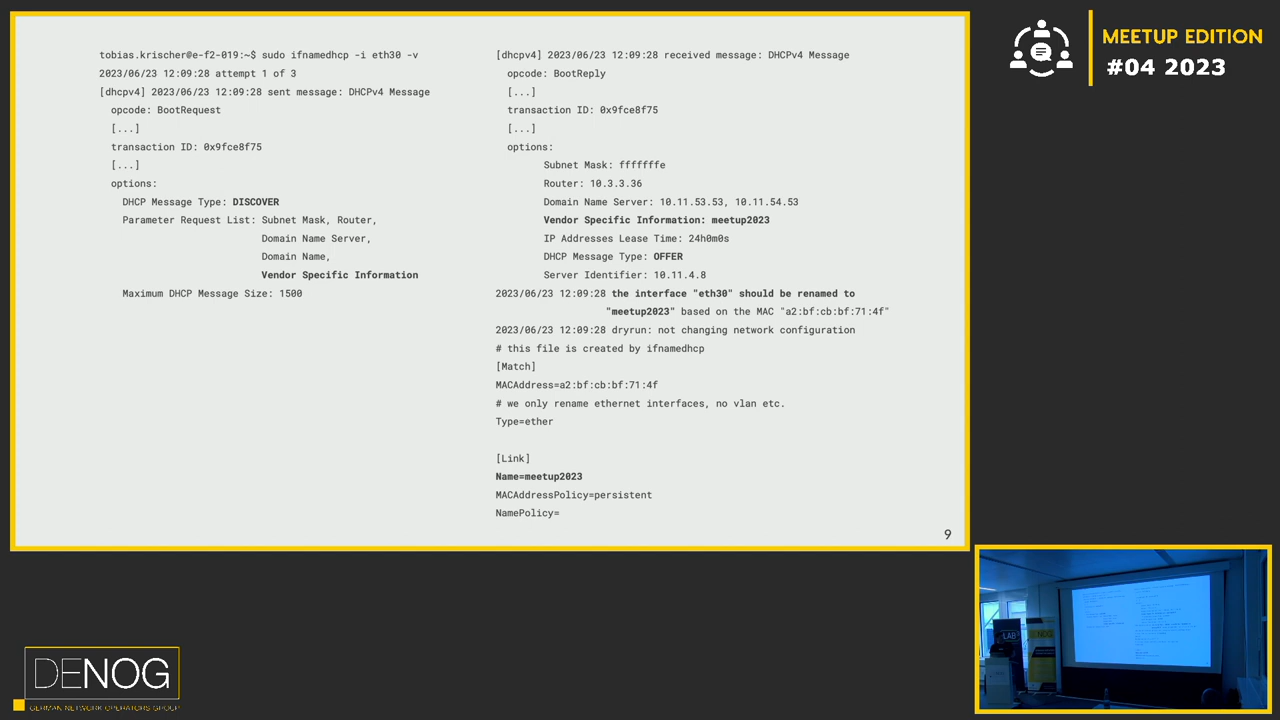 tobias.krischer@e-f2-019:~$ sudo ifnamedhcp -i eth30 -v
2023/06/23 12:09:28 attempt 1 of 3
[dhcpv4] 2023/06/23 12:09:28 sent message: DHCPv4 Message
opcode: BootRequest
[...]
transaction ID: 0x9fce8f75
[...]
options:
DHCP Message Type: DISCOVER
Parameter Request List: Subnet Mask, Router,
Domain Name Server,
Domain Name,
Vendor Specific Information
Maximum DHCP Message Size: 1500
[dhcpv4] 2023/06/23 12:09:28 received message: DHCPv4 Message
opcode: BootReply
[...]
transaction ID: 0x9fce8f75
[...]
options:
Subnet Mask: fffffffe
Router: 10.3.3.36
Domain Name Server: 10.11.53.53, 10.11.54.53
Vendor Specific Information: meetup2023
IP Addresses Lease Time: 24h0m0s
DHCP Message Type: OFFER
Server Identifier: 10.11.4.8
2023/06/23 12:09:28 the interface "eth30" should be renamed to
"meetup2023" based on the MAC "a2:bf:cb:bf:71:4f"
2023/06/23 12:09:28 dryrun: not changing network configuration
# this file is created by ifnamedhcp
[Match]
MACAddress=a2:bf:cb:bf:71:4f
# we only rename ethernet interfaces, no vlan etc.
Type=ether
[Link]
Name=meetup2023
MACAddressPolicy=persistent
NamePolicy=
9
MEETUP EDITION
#04 2023
DENOG
GERMAN NETWORK OPERATORS GROUP
LAB